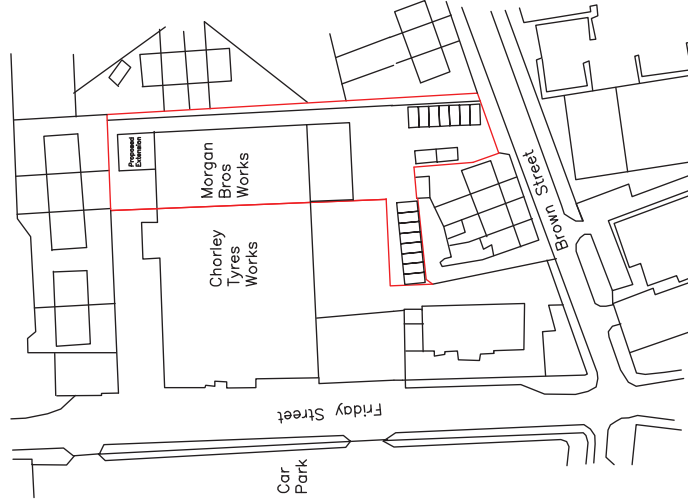 Proposed
Extension
Morgan
Bros
Works
Chorley
Tyres
Works
Brown Street
Friday Street
Car
Park